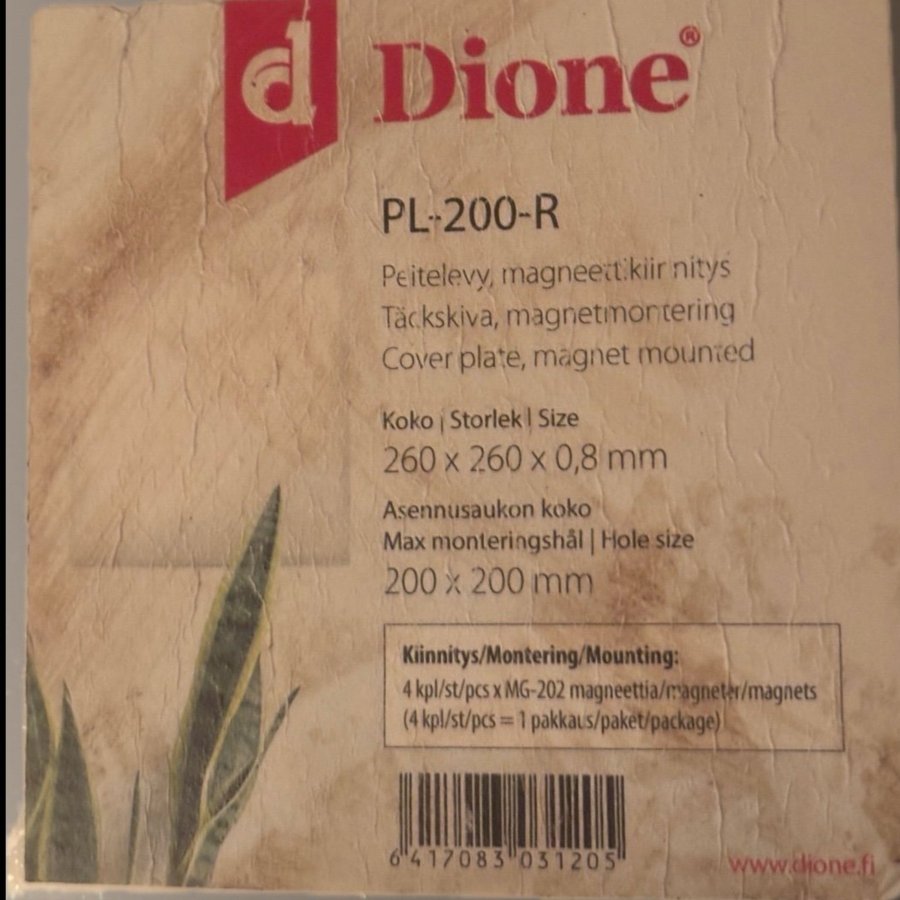 d Dione®
PL-200-R
Peitelevy, magneettikiinnitys
Täckskiva, magnetmontering
Cover plate, magnet mounted
Koko | Storlek | Size
260 x 260 x 0,8 mm
Asennusaukon koko
Max monteringshål | Hole size
200 x 200 mm
Kiinnitys/Montering/Mounting:
4 kpl/st/pcs x MG-202 magneettia/magneter/magnets
(4 kpl/st/pcs = 1 pakkaus/paket/package)
6 417083 031205
www.dione.fi